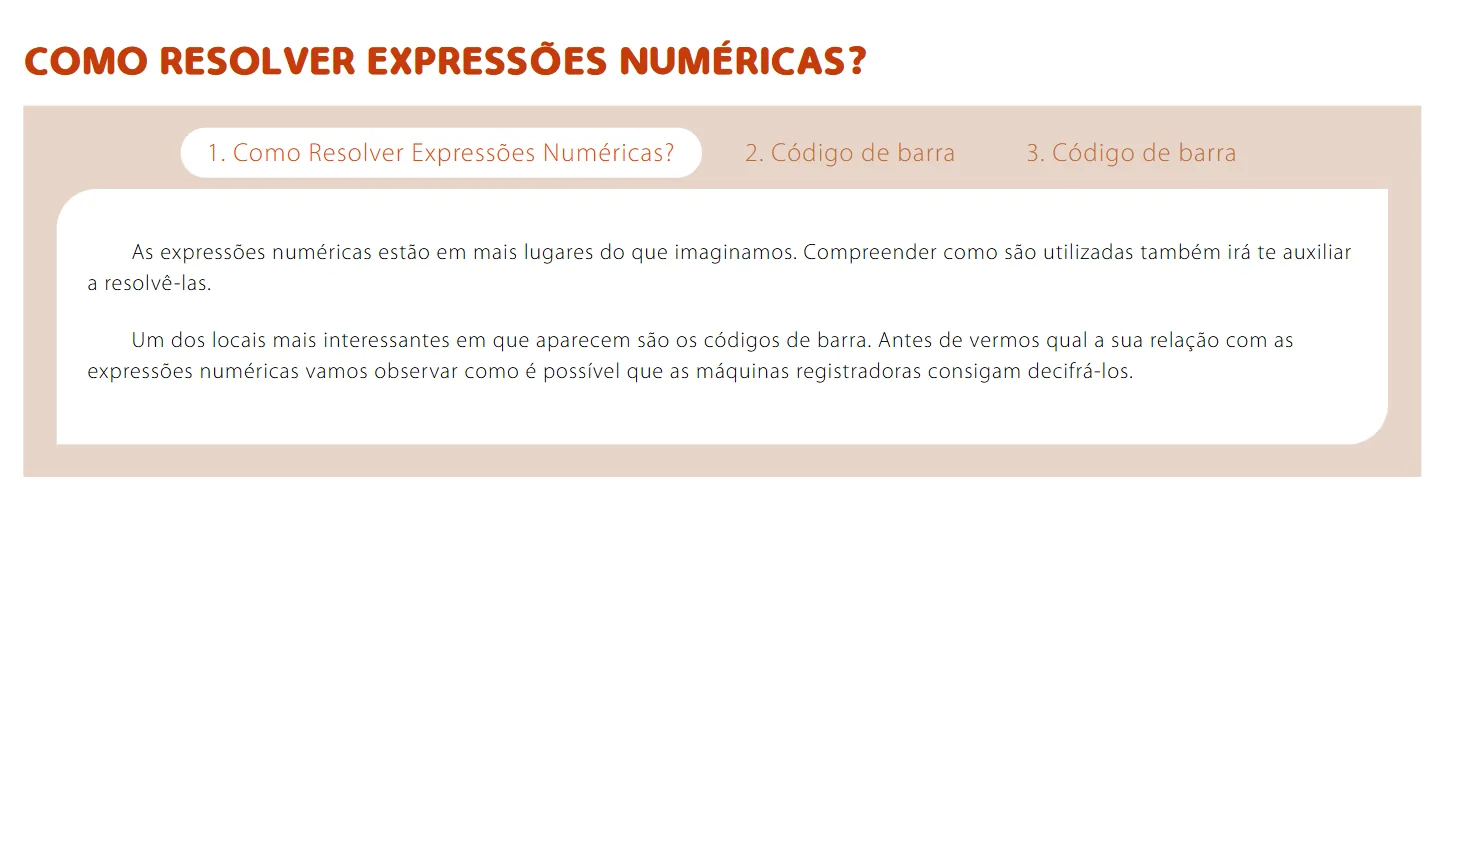 COMO RESOLVER EXPRESSÕES NUMÉRICAS?
1. Como Resolver Expressões Numéricas?
2. Código de barra
3. Código de barra
As expressões numéricas estão em mais lugares do que imaginamos. Compreender como são utilizadas também irá te auxiliar
a resolvê-las.
Um dos locais mais interessantes em que aparecem são os códigos de barra. Antes de vermos qual a sua relação com as
expressões numéricas vamos observar como é possível que as máquinas registradoras consigam decifrá-los.